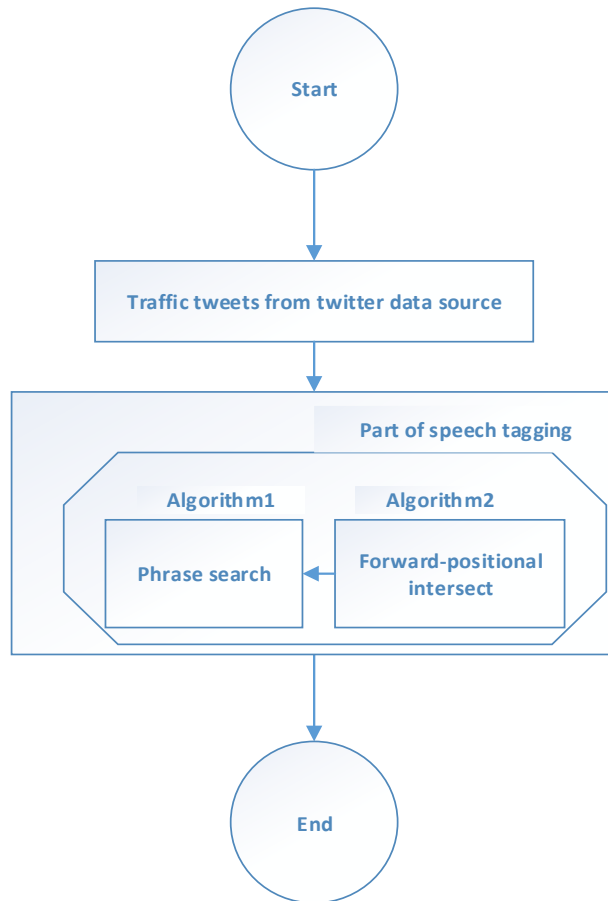 Start
Traffic tweets from twitter data source
Part of speech tagging
Algorithm1
Algorithm2
Phrase search
Forward-positional
intersect
End